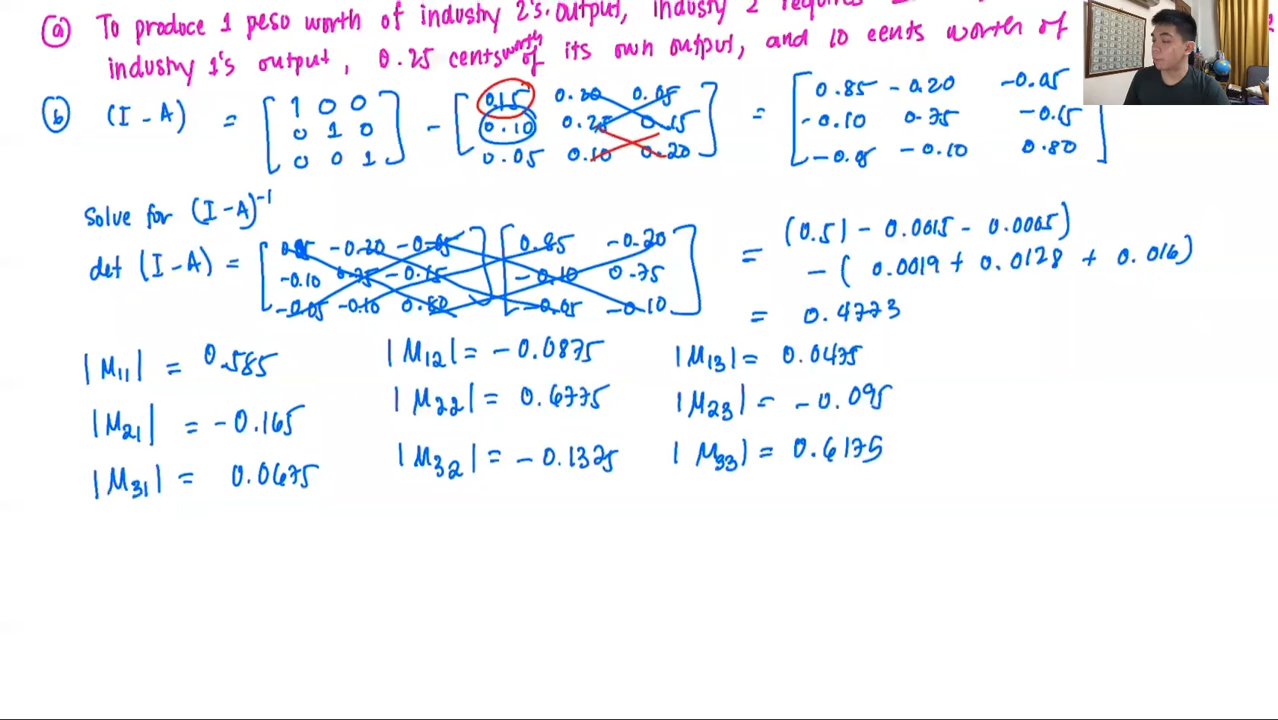 (a) To produce 1 peso worth of industry 2's output, industry 2 requires
industry 1's output, 0.25 cents worth of its own output, and 10 cents worth of
(b) (I - A) = [1 0 0 0 1 0 0 0 1] - [0.15 0.20 0.05 0.10 0.25 0.15 0.05 0.10 0.20] = [0.85 -0.20 -0.05 -0.10 0.75 -0.15 -0.05 -0.10 0.80]
Solve for (I - A)^-1
det (I - A) = [0.85 -0.20 -0.05 -0.10 0.75 -0.15 -0.05 -0.10 0.80] [0.85 -0.20 -0.10 0.75 -0.05 -0.10] = (0.51 - 0.0015 - 0.0005)
- (0.0019 + 0.0128 + 0.016)
= 0.4773
|M11| = 0.585 |M12| = -0.0875 |M13| = 0.0475
|M21| = -0.165 |M22| = 0.6775 |M23| = -0.095
|M31| = 0.0675 |M32| = -0.1325 |M33| = 0.6175